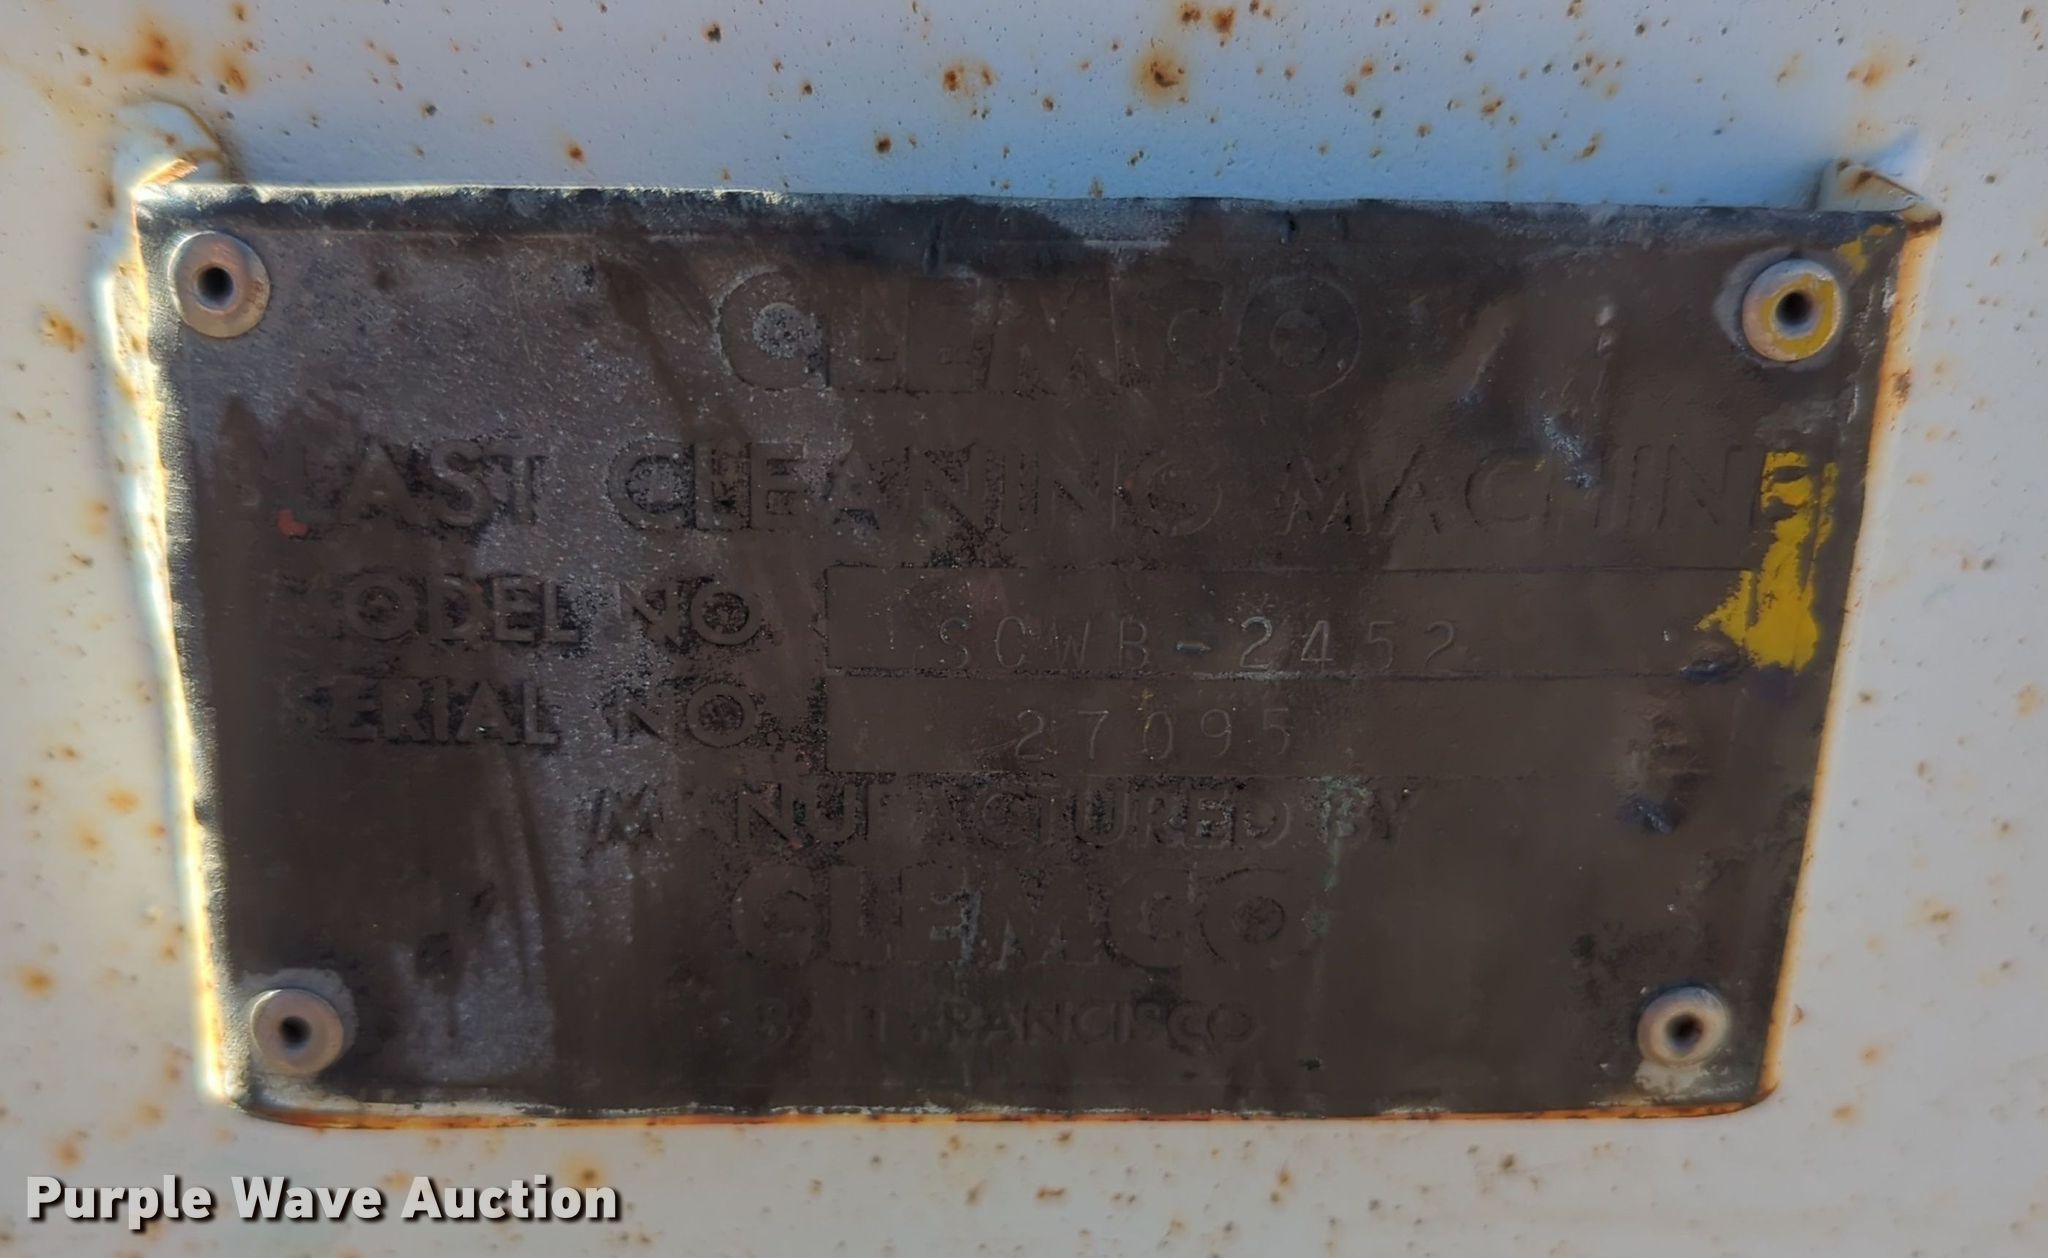 CLEMCO
BLAST CLEANING MACHINE
MODEL NO. SCWB-2452
SERIAL NO. 27095
MANUFACTURED BY
CLEMCO
SAN FRANCISCO
Purple Wave Auction